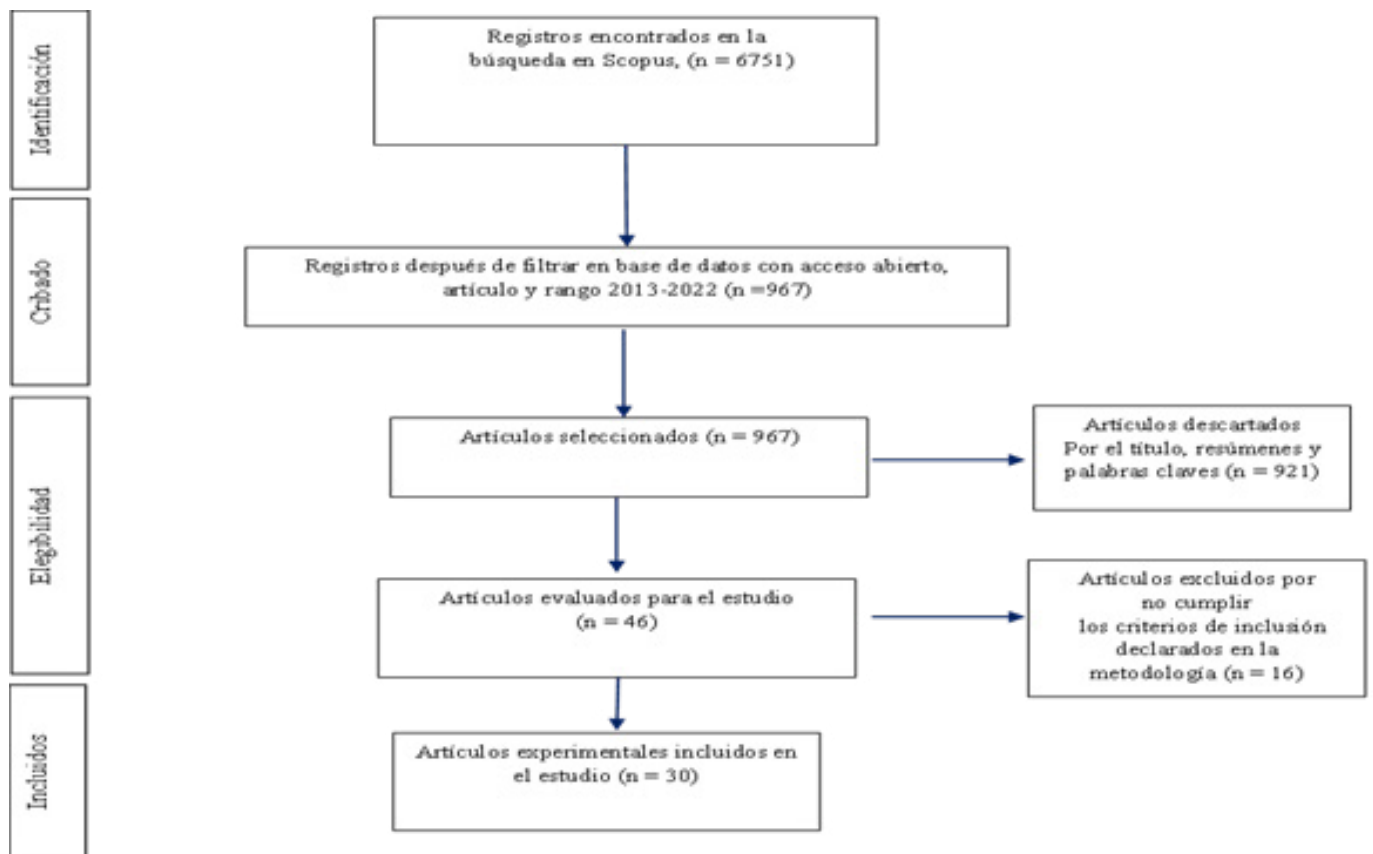 Identificación
Registros encontrados en la
búsqueda en Scopus, (n = 6751)
Cribado
Registros después de filtrar en base de datos con acceso abierto,
artículo y rango 2013-2022 (n =967)
Elegibilidad
Artículos seleccionados (n = 967)
Artículos descartados
Por el título, resúmenes y
palabras claves (n = 921)
Artículos evaluados para el estudio
(n = 46)
Artículos excluidos por
no cumplir
los criterios de inclusión
declarados en la
metodología (n = 16)
Incluidos
Artículos experimentales incluidos en
el estudio (n = 30)